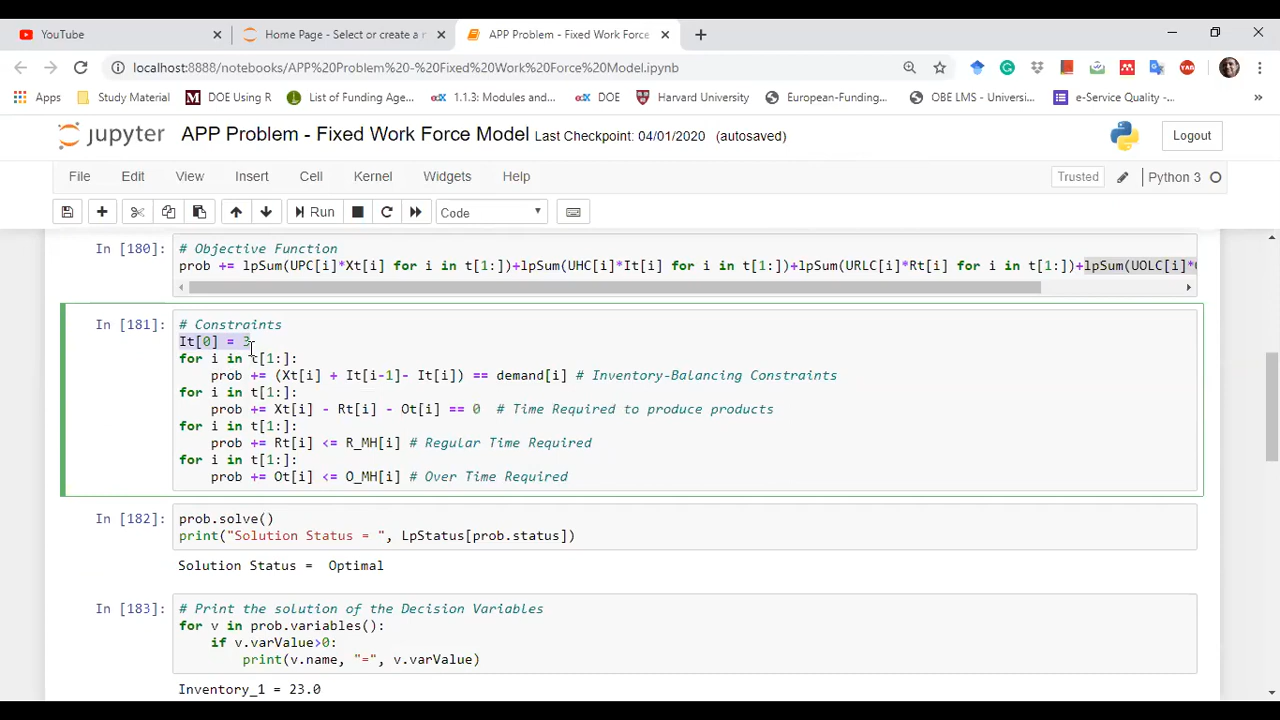 YouTube
Home Page - Select or create a n
APP Problem - Fixed Work Force
localhost:8888/notebooks/APP%20Problem%20-%20Fixed%20Work%20Force%20Model.ipynb
Apps
Study Material
DOE Using R
List of Funding Age...
1.1.3: Modules and...
DOE
Harvard University
European-Funding...
OBE LMS - Universi...
e-Service Quality -...
»
jupyter
APP Problem - Fixed Work Force Model Last Checkpoint: 04/01/2020 (autosaved)
Logout
File
Edit
View
Insert
Cell
Kernel
Widgets
Help
Trusted
Python 3
Run
Code
In [180]:
# Objective Function
prob += lpSum(UPC[i]*Xt[i] for i in t[1:])+lpSum(UHC[i]*It[i] for i in t[1:])+lpSum(URLC[i]*Rt[i] for i in t[1:])+lpSum(UOLC[i]*
In [181]:
# Constraints
It[0] = 3
for i in t[1:]:
prob += (Xt[i] + It[i-1]- It[i]) == demand[i] # Inventory-Balancing Constraints
for i in t[1:]:
prob += Xt[i] - Rt[i] - Ot[i] == 0 # Time Required to produce products
for i in t[1:]:
prob += Rt[i] <= R_MH[i] # Regular Time Required
for i in t[1:]:
prob += Ot[i] <= O_MH[i] # Over Time Required
In [182]:
prob.solve()
print("Solution Status = ", LpStatus[prob.status])
Solution Status =  Optimal
In [183]:
# Print the solution of the Decision Variables
for v in prob.variables():
if v.varValue>0:
print(v.name, "=", v.varValue)
Inventory_1 = 23.0